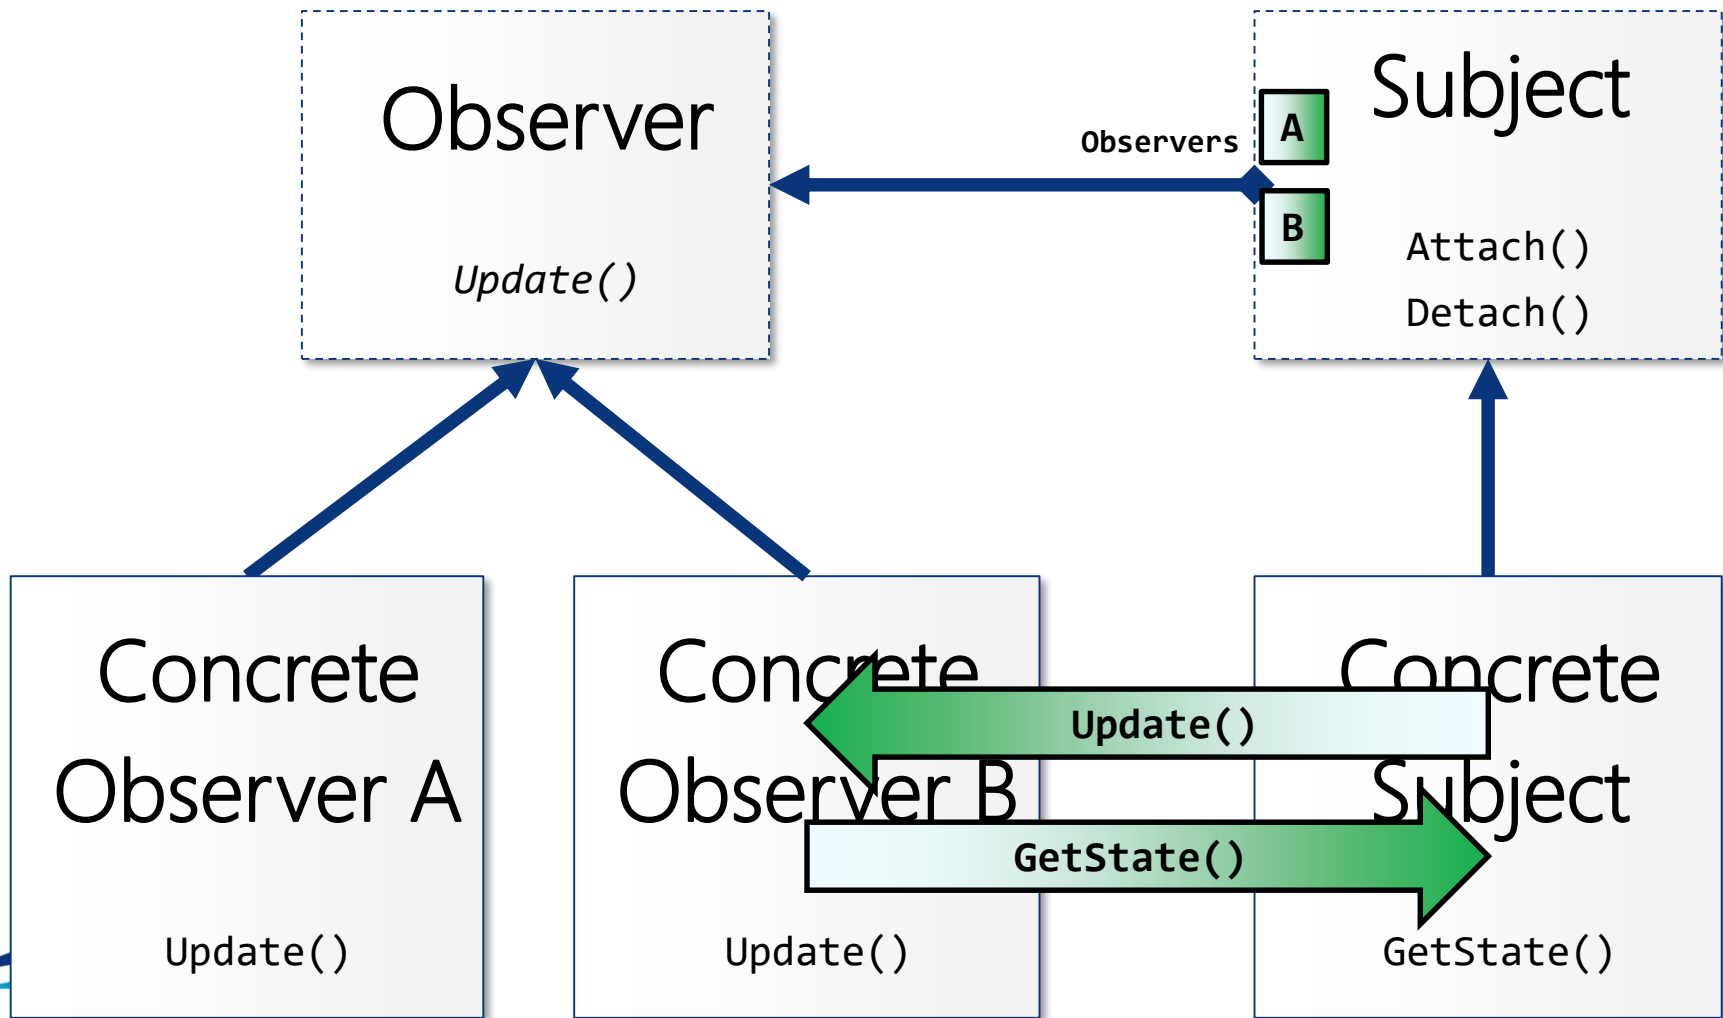 Observer
Update()
Observers
A
B
Subject
Attach()
Detach()
Concrete
Observer A
Update()
Concrete
Observer B
Update()
Concrete
Subject
GetState()
Update()
GetState()